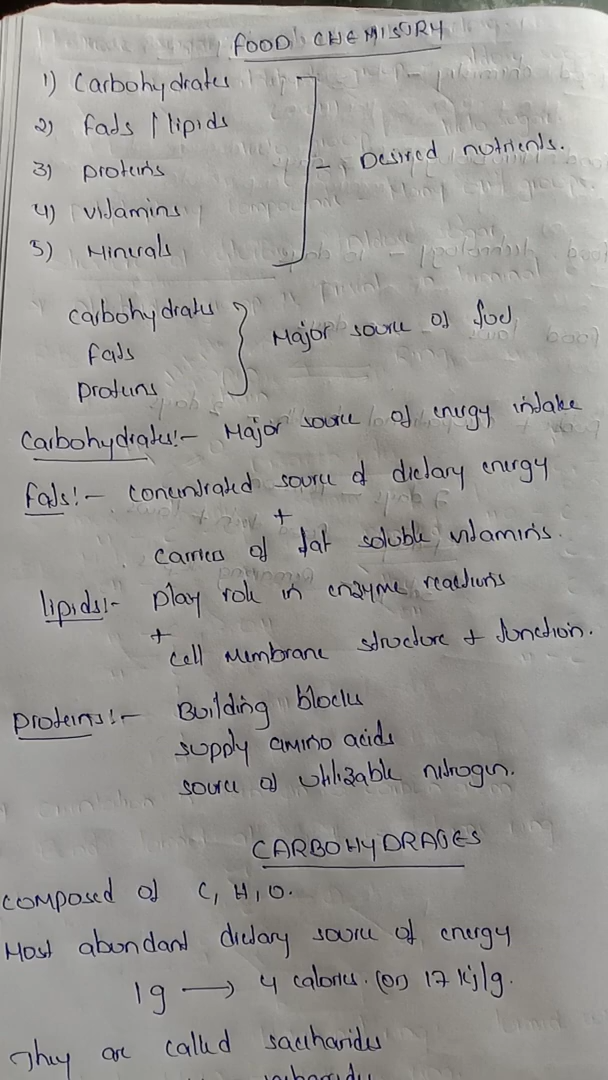 FOOD CHEMISTRY
1) Carbohydrates
2) Fats / lipids
3) proteins
4) vitamins
5) Minerals
- Desired nutrients.
carbohydrates
fats
proteins
Major source of fuel
Carbohydrates:- Major source of energy intake
Fats:- concentrated source of dietary energy
+
carries of fat soluble vitamins.
lipids:- play role in enzyme reactions
+
cell membrane structure + function.
Proteins:- Building blocks
supply amino acids
source of utilizable nitrogen.
CARBOHYDRATES
composed of C, H, O.
Most abundant dietary source of energy
1g → 4 calories. (or) 17 kj/g.
They are called saccharides